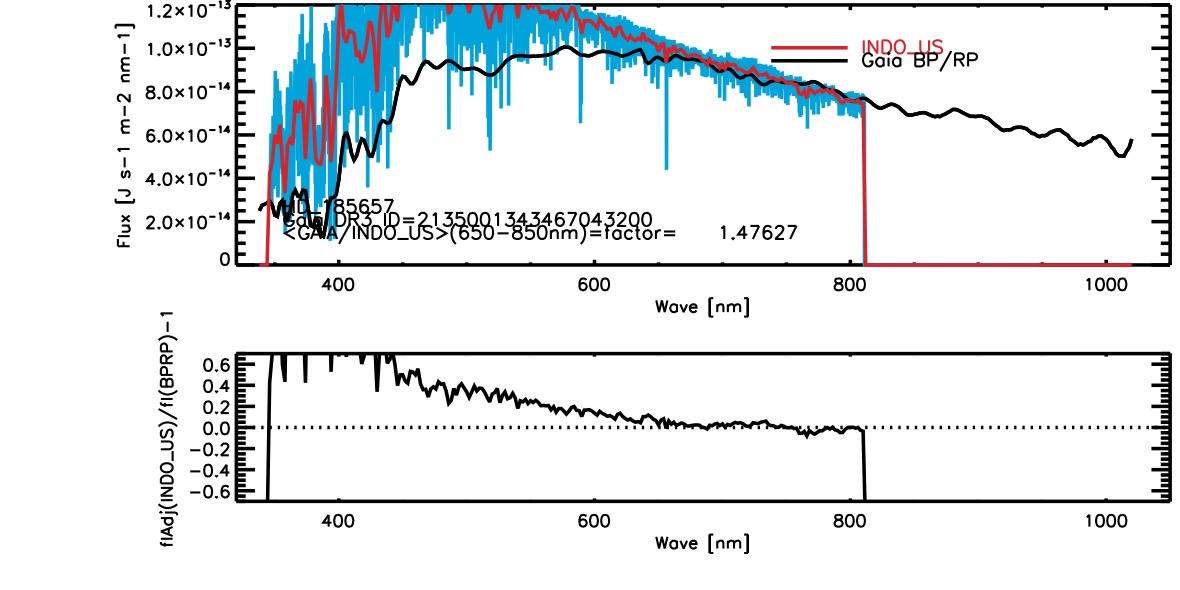 1.2×10⁻¹³
1.0×10⁻¹³
8.0×10⁻¹⁴
6.0×10⁻¹⁴
4.0×10⁻¹⁴
2.0×10⁻¹⁴
0
Flux [J s−1 m−2 nm−1]
INDO_US
Gaia BP/RP
HD 185657
Gaia DR3 ID=2135001343467043200
<GAIA/INDO_US>(650−850nm)=factor= 1.47627
400 600 800 1000
Wave [nm]
0.6
0.4
0.2
0.0
−0.2
−0.4
−0.6
flAdj(INDO_US)/fl(BPRP)−1
400 600 800 1000
Wave [nm]